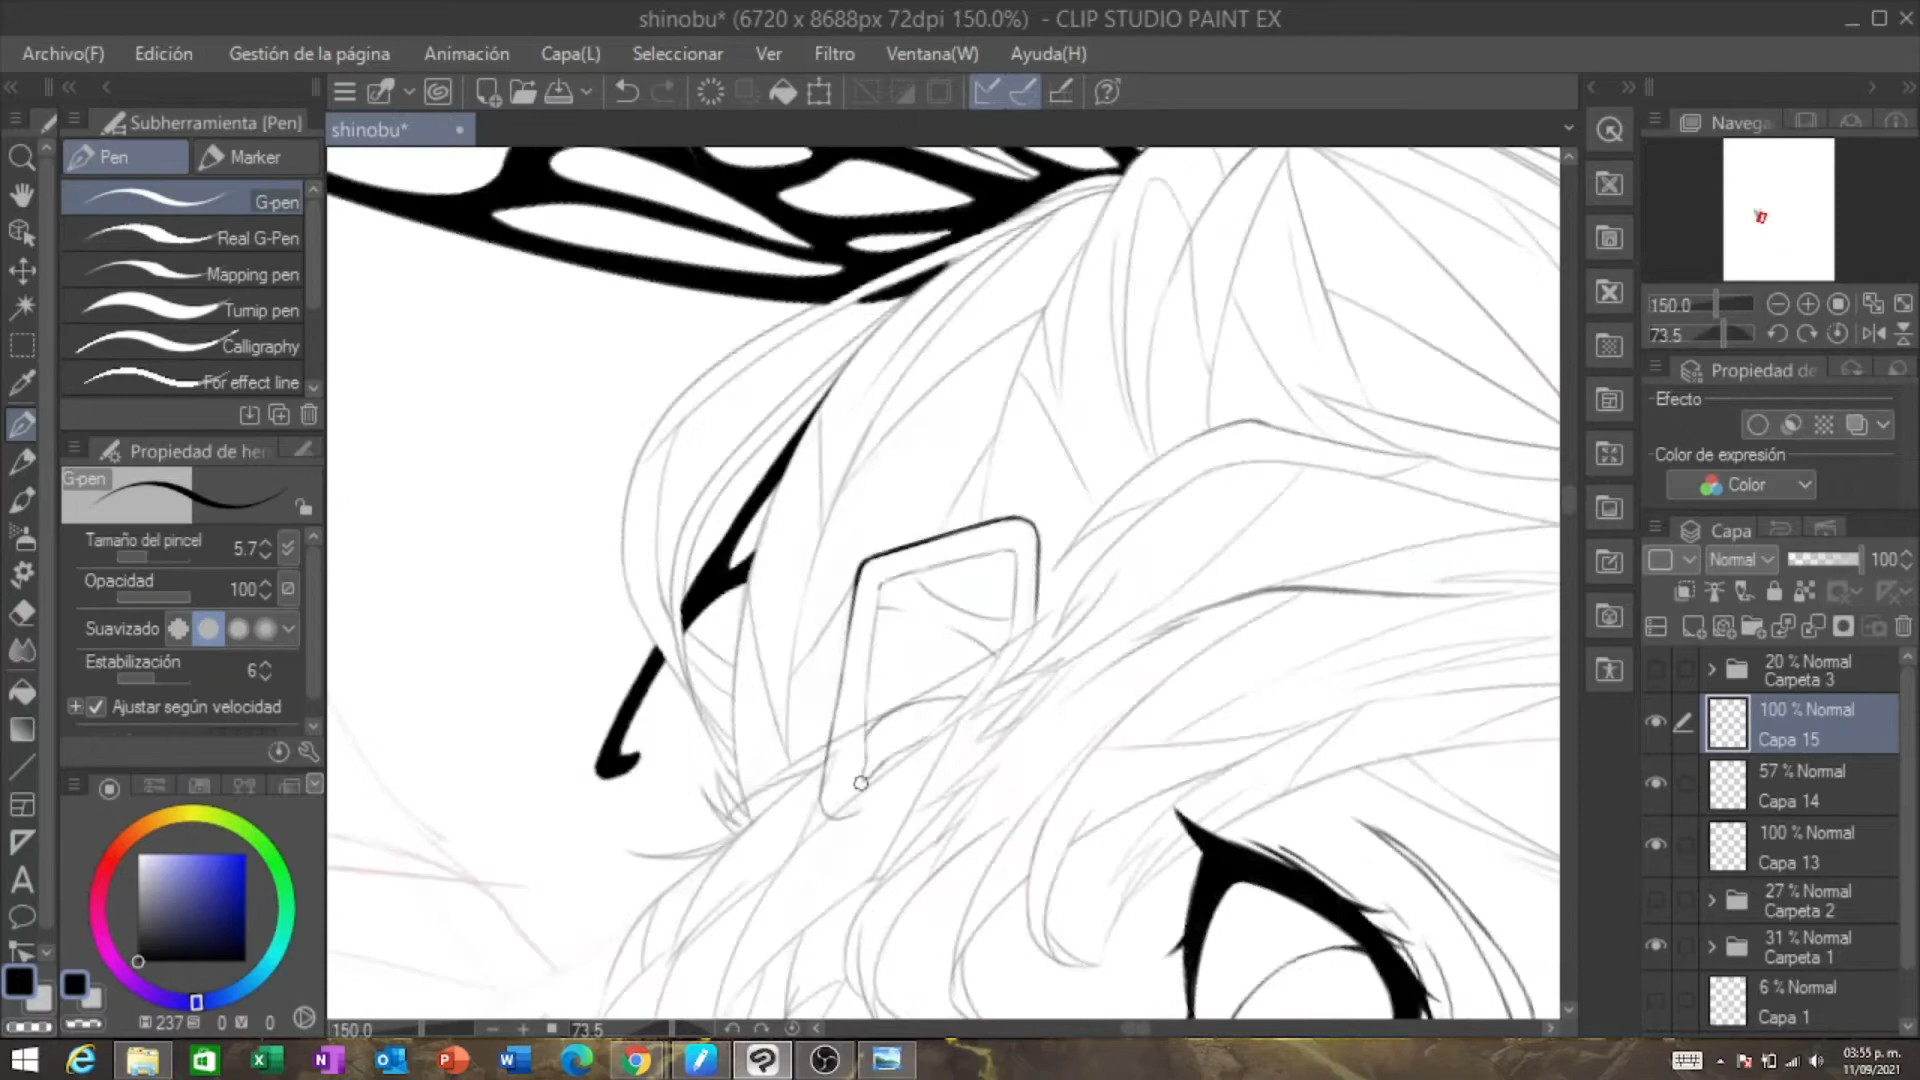 shinobu* (6720 x 8688px 72dpi 150.0%) - CLIP STUDIO PAINT EX
Archivo(F) Edición Gestión de la página Animación Capa(L) Seleccionar Ver Filtro Ventana(W) Ayuda(H)
Subherramienta [Pen]
shinobu*
Navega
Pen Marker
G-pen
Real G-Pen
Mapping pen
Turnip pen
Calligraphy
For effect line
150.0
73.5
Propiedad de
Efecto
Color de expresión
Color
Propiedad de her
G-pen
Tamaño del pincel 5.7
Opacidad 100
Suavizado
Estabilización 6
Ajustar según velocidad
Capa
Normal 100
20 % Normal
Carpeta 3
100 % Normal
Capa 15
57 % Normal
Capa 14
100 % Normal
Capa 13
27 % Normal
Carpeta 2
31 % Normal
Carpeta 1
6 % Normal
Capa 1
H 237 S 0 V 0
150.0 73.5
03:55 p. m.
11/09/2021